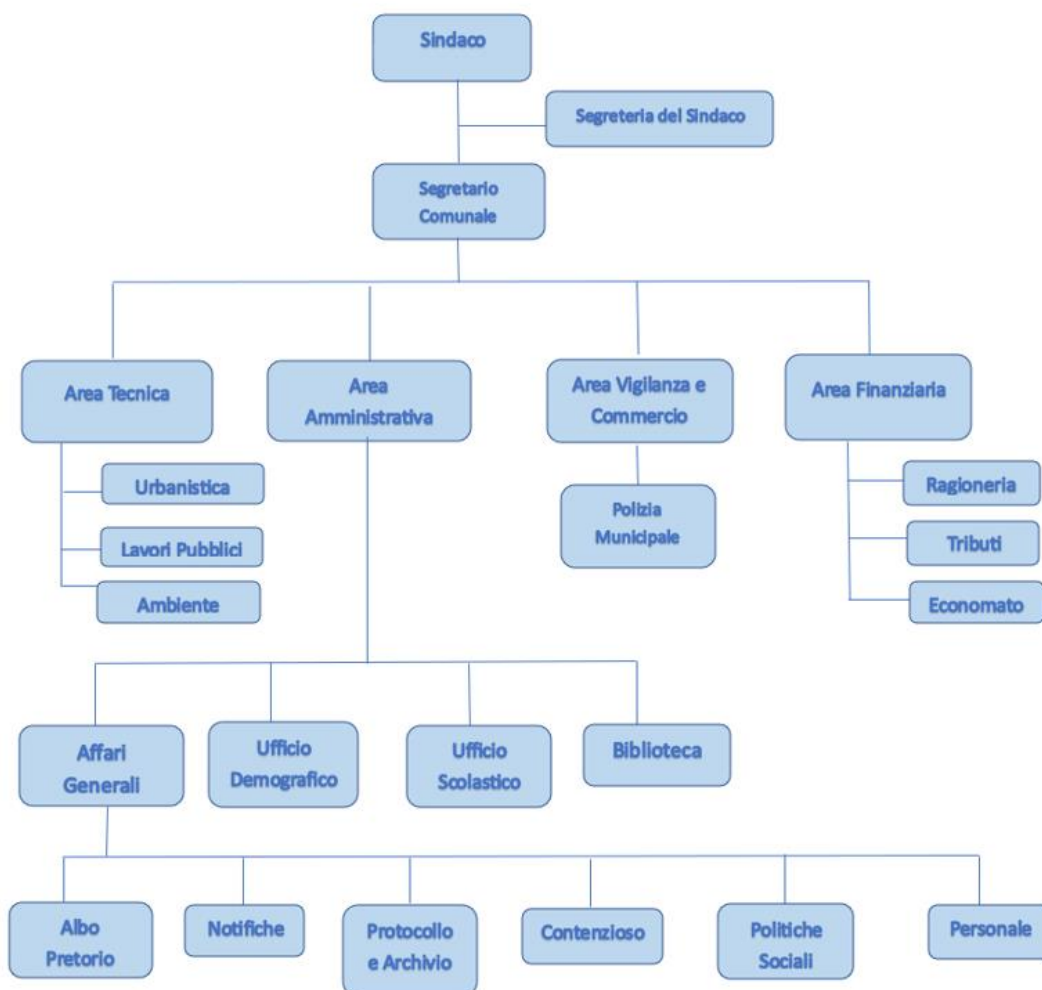 Sindaco
Segreteria del Sindaco
Segretario
Comunale
Area Tecnica
Area
Amministrativa
Area Vigilanza e
Commercio
Area Finanziaria
Urbanistica
Lavori Pubblici
Ambiente
Polizia
Municipale
Ragioneria
Tributi
Economato
Affari
Generali
Ufficio
Demografico
Ufficio
Scolastico
Biblioteca
Albo
Pretorio
Notifiche
Protocollo
e Archivio
Contenzioso
Politiche
Sociali
Personale